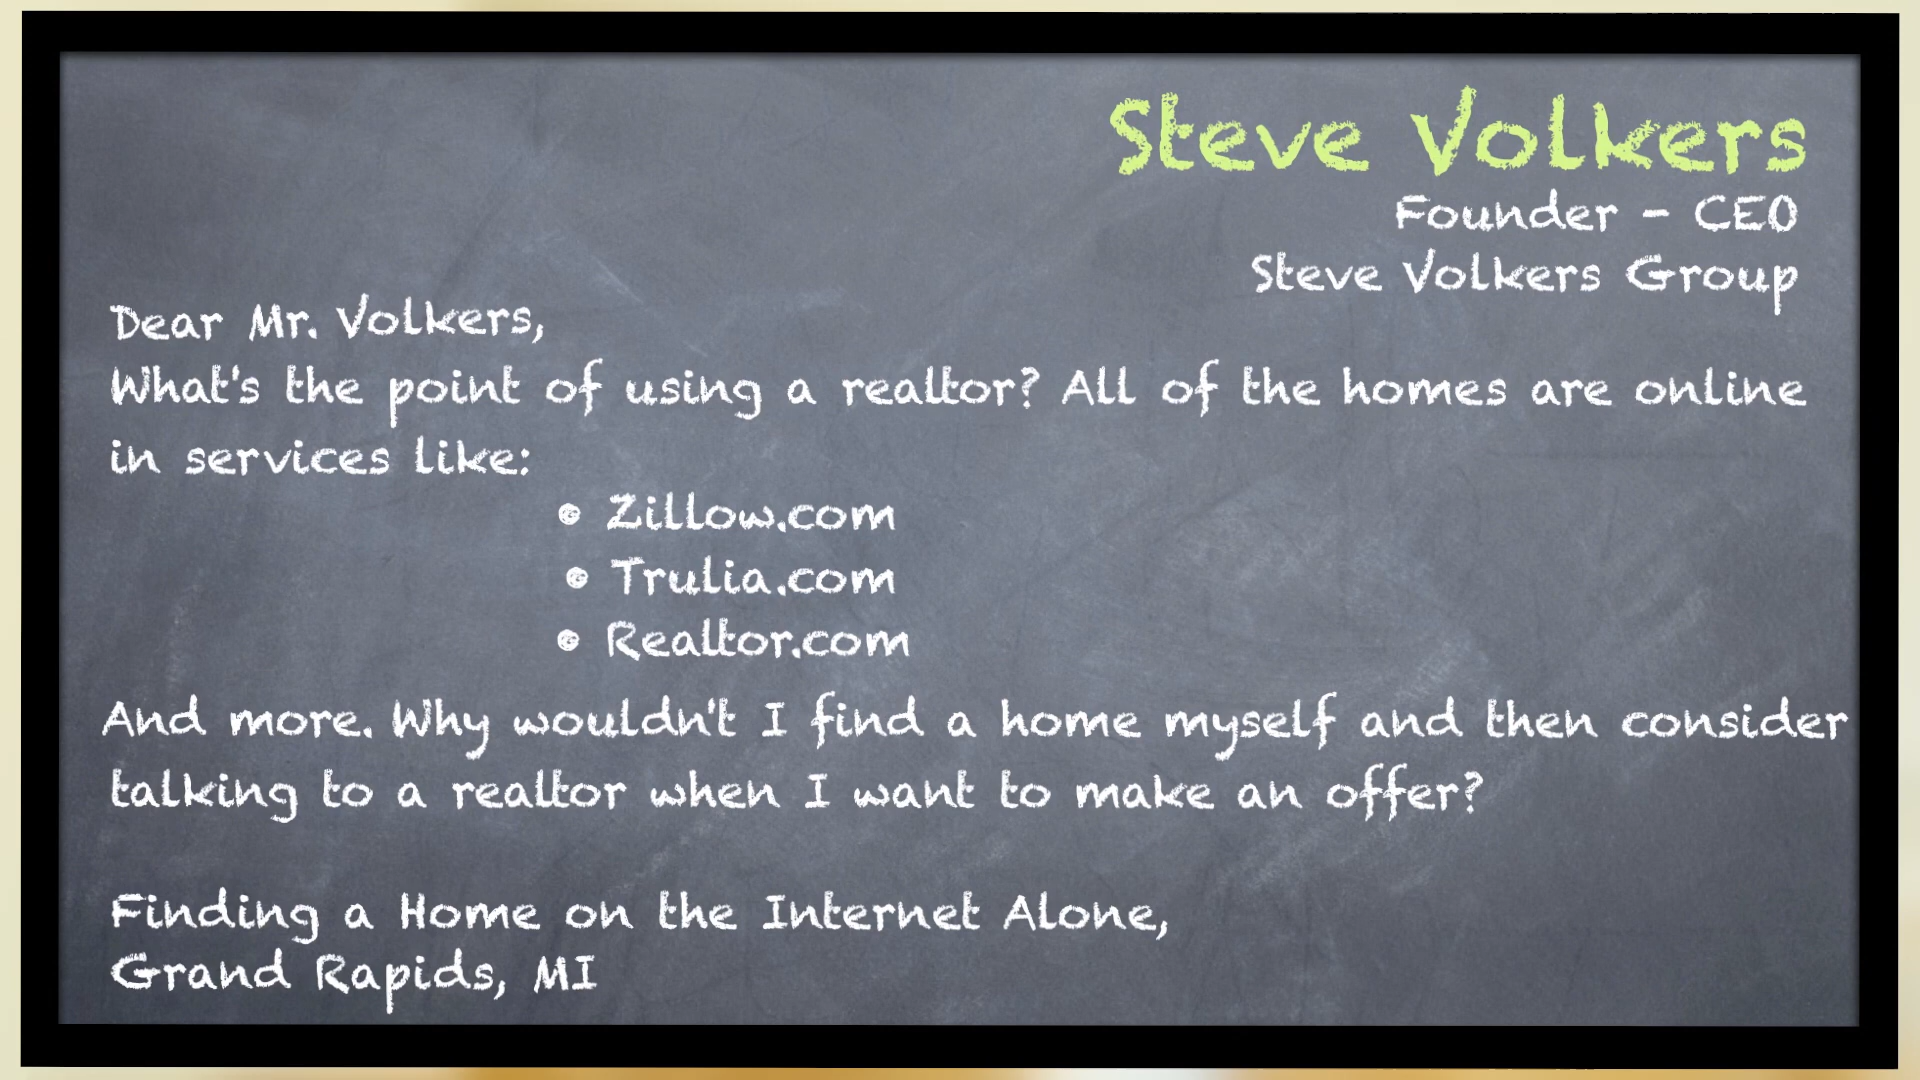 Steve Volkers
Founder - CEO
Steve Volkers Group
Dear Mr. Volkers,
What's the point of using a realtor? All of the homes are online
in services like:
• Zillow.com
• Trulia.com
• Realtor.com
And more. Why wouldn't I find a home myself and then consider
talking to a realtor when I want to make an offer?
Finding a Home on the Internet Alone,
Grand Rapids, MI